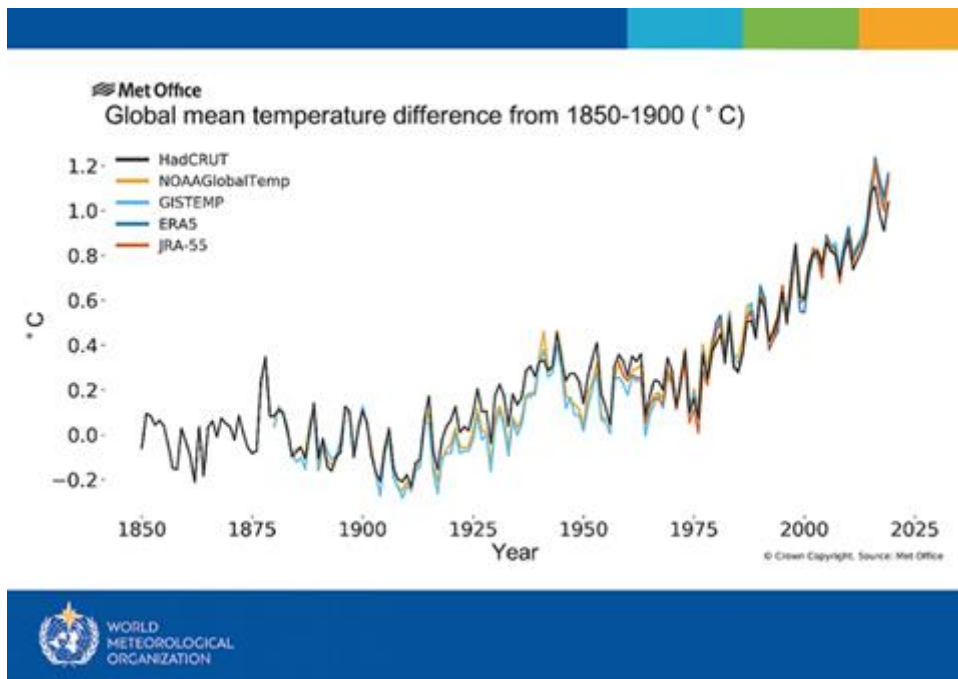 Met Office
Global mean temperature difference from 1850-1900 (°C)
HadCRUT
NOAAGlobalTemp
GISTEMP
ERA5
JRA-55
1.2
1.0
0.8
0.6
0.4
0.2
0.0
−0.2
°C
1850 1875 1900 1925 1950 1975 2000 2025
Year
© Crown Copyright. Source: Met Office
WORLD
METEOROLOGICAL
ORGANIZATION